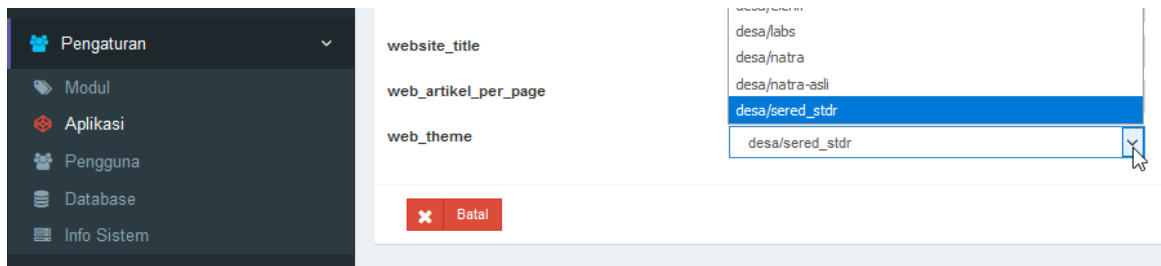 Pengaturan
Modul
Aplikasi
Pengguna
Database
Info Sistem
website_title
web_artikel_per_page
web_theme
desa/labs
desa/natra
desa/natra-asli
desa/sered_stdr
desa/sered_stdr
Batal